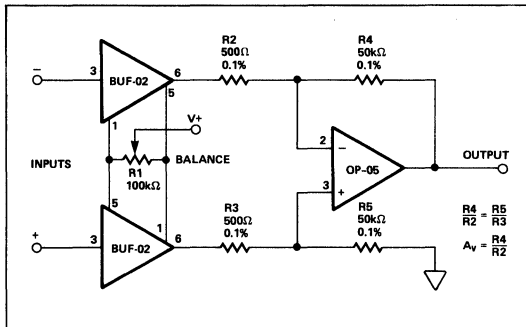 −
3
BUF-02
6
5
1
R2
500Ω
0.1%
R4
50kΩ
0.1%
V+
INPUTS
R1
100kΩ
BALANCE
2
−
OP-05
3
+
OUTPUT
5
1
+
3
BUF-02
6
R3
500Ω
0.1%
R5
50kΩ
0.1%
R4/R2 = R5/R3
Av = R4/R2